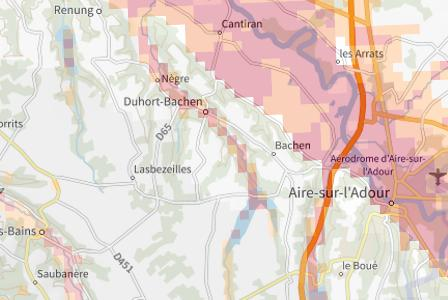 Renung
Cantiran
les Arrats
Nègre
Duhort-Bachen
D65
orrits
Bachen
Lasbezeilles
Aérodrome d'Aire-sur-
l'Adour
Aire-sur-l'Adour
s-Bains
D451
le Boué
Saubanère